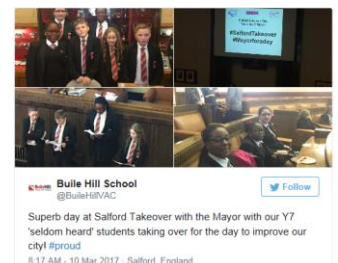 #SalfordTakeover
#Mayorforaday
Buile Hill School
@BuileHillVAC
Follow
Superb day at Salford Takeover with the Mayor with our Y7
'seldom heard' students taking over for the day to improve our
city! #proud
8:17 AM - 10 Mar 2017 · Salford, England